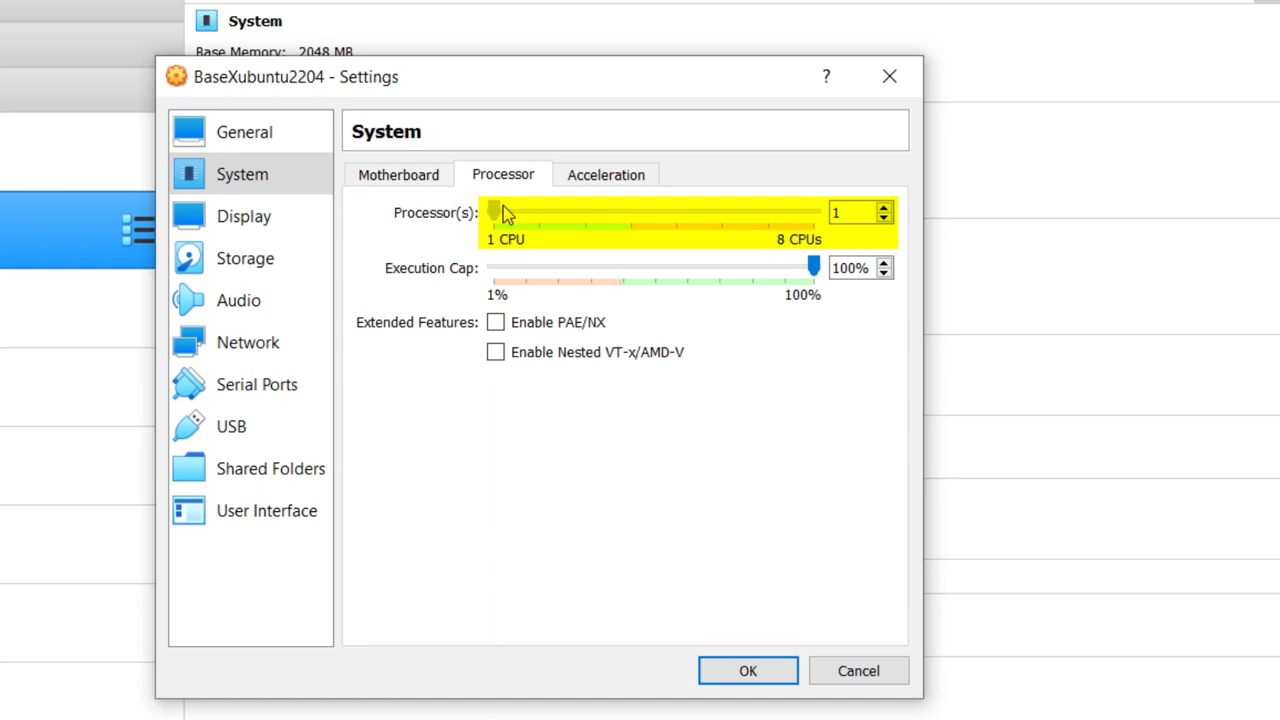 System
Base Memory: 2048 MB
BaseXubuntu2204 - Settings
?
General
System
Display
Storage
Audio
Network
Serial Ports
USB
Shared Folders
User Interface
System
Motherboard
Processor
Acceleration
Processor(s):
1
1 CPU
8 CPUs
Execution Cap:
100%
1%
100%
Extended Features:
Enable PAE/NX
Enable Nested VT-x/AMD-V
OK
Cancel